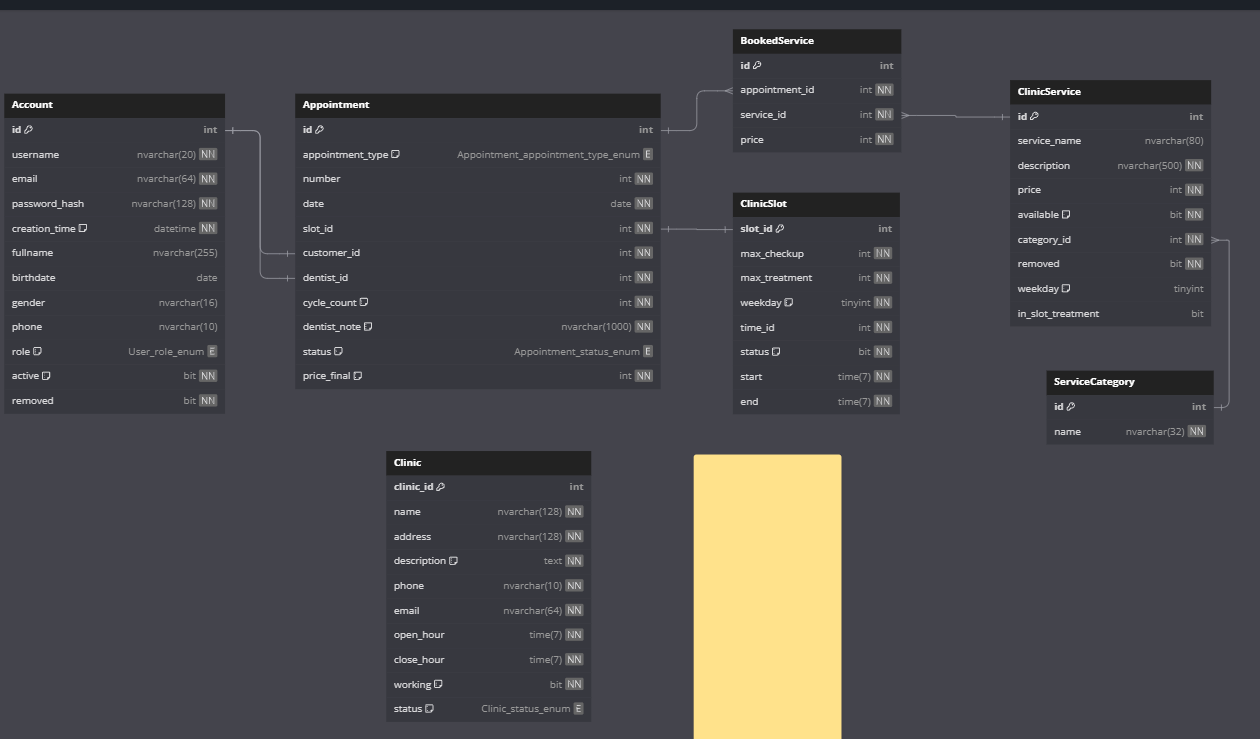 Account
id int
username nvarchar(20) NN
email nvarchar(64) NN
password_hash nvarchar(128) NN
creation_time datetime NN
fullname nvarchar(255)
birthdate date
gender nvarchar(16)
phone nvarchar(10)
role User_role_enum E
active bit NN
removed bit NN
Appointment
id int
appointment_type Appointment_appointment_type_enum E
number int NN
date date NN
slot_id int NN
customer_id int NN
dentist_id int NN
cycle_count int NN
dentist_note nvarchar(1000) NN
status Appointment_status_enum E
price_final int NN
BookedService
id int
appointment_id int NN
service_id int NN
price int NN
ClinicSlot
slot_id int
max_checkup int NN
max_treatment int NN
weekday tinyint NN
time_id int NN
status bit NN
start time(7) NN
end time(7) NN
ClinicService
id int
service_name nvarchar(80)
description nvarchar(500) NN
price int NN
available bit NN
category_id int NN
removed bit NN
weekday tinyint
in_slot_treatment bit
ServiceCategory
id int
name nvarchar(32) NN
Clinic
clinic_id int
name nvarchar(128) NN
address nvarchar(128) NN
description text NN
phone nvarchar(10) NN
email nvarchar(64) NN
open_hour time(7) NN
close_hour time(7) NN
working bit NN
status Clinic_status_enum E